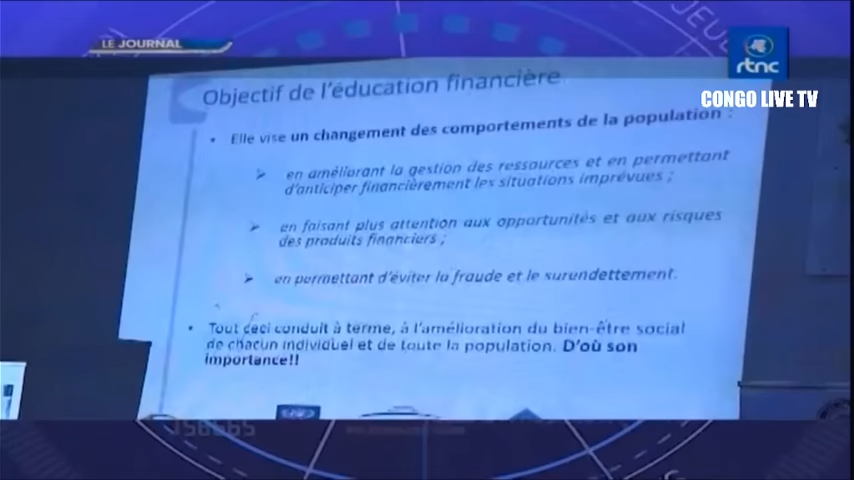 LE JOURNAL
rtnc
CONGO LIVE TV
Objectif de l'éducation financière
• Elle vise un changement des comportements de la population :
➢ en améliorant la gestion des ressources et en permettant
d'anticiper financièrement les situations imprévues ;
➢ en faisant plus attention aux opportunités et aux risques
des produits financiers ;
➢ en permettant d'éviter la fraude et le surendettement.
• Tout ceci conduit à terme, à l'amélioration du bien-être social
de chacun individuel et de toute la population. D'où son
importance!!